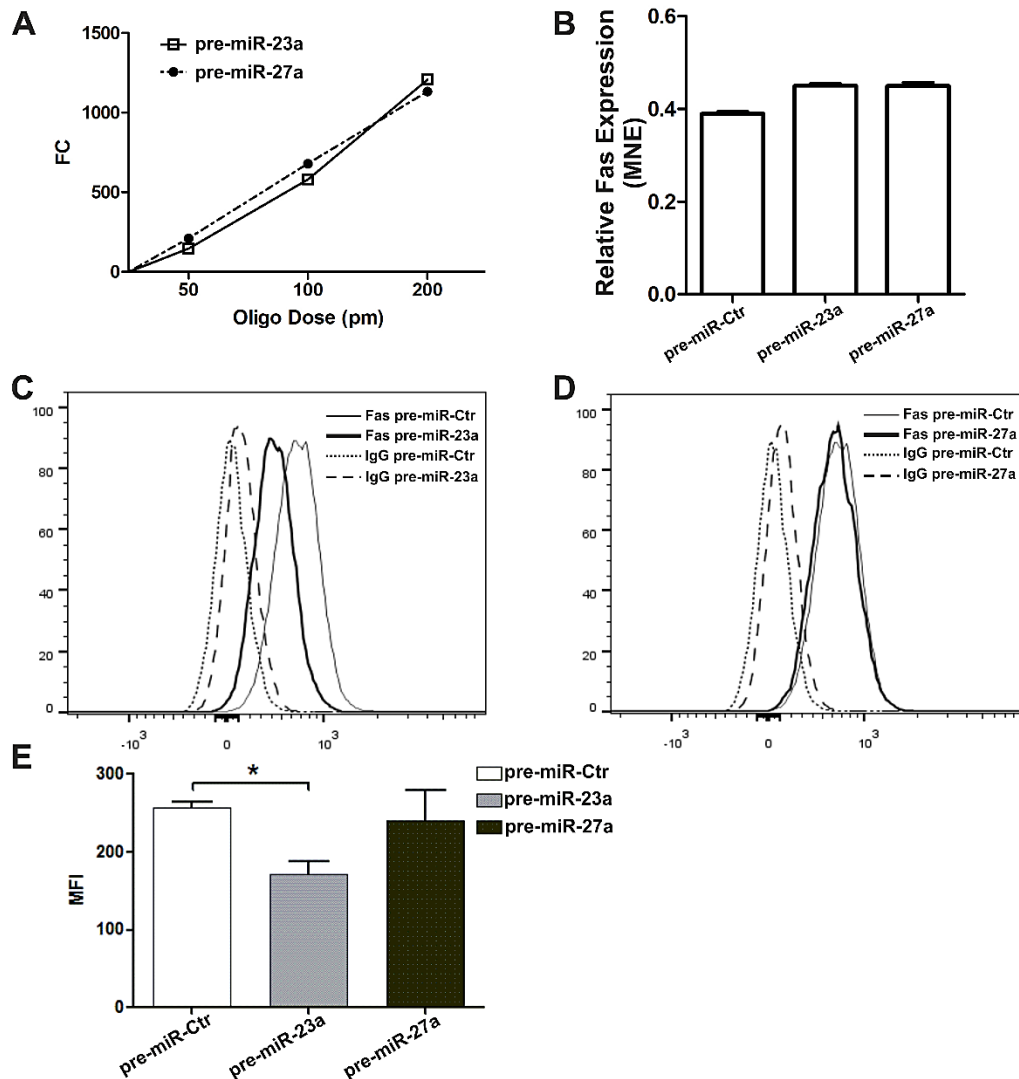 A
pre-miR-23a
pre-miR-27a
1500
1000
500
0
FC
50
100
200
Oligo Dose (pm)
B
0.6
0.4
0.2
0.0
Relative Fas Expression
(MNE)
pre-miR-Ctr
pre-miR-23a
pre-miR-27a
C
100
80
60
40
20
0
Fas pre-miR-Ctr
Fas pre-miR-23a
IgG pre-miR-Ctr
IgG pre-miR-23a
-10³
0
10³
D
100
80
60
40
20
0
Fas pre-miR-Ctr
Fas pre-miR-27a
IgG pre-miR-Ctr
IgG pre-miR-27a
-10³
0
10³
E
300
200
100
0
MFI
*
pre-miR-Ctr
pre-miR-23a
pre-miR-27a
pre-miR-Ctr
pre-miR-23a
pre-miR-27a